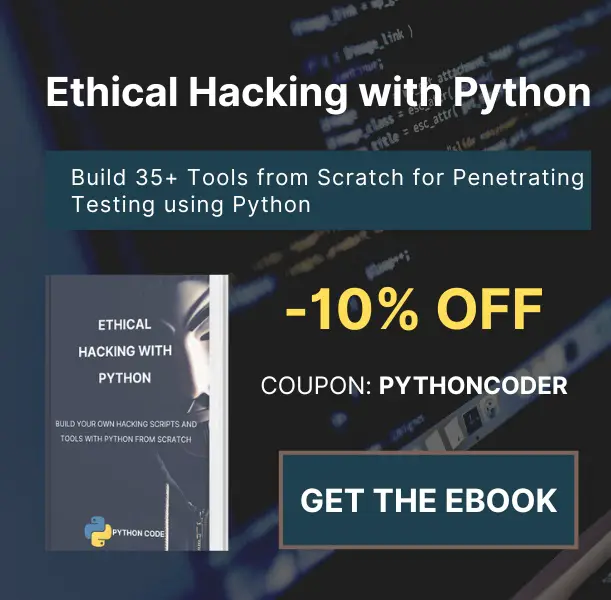 Ethical Hacking with Python
Build 35+ Tools from Scratch for Penetrating
Testing using Python
-10% OFF
COUPON: PYTHONCODER
GET THE EBOOK
ETHICAL
HACKING WITH
PYTHON
BUILD YOUR OWN HACKING SCRIPTS AND
TOOLS WITH PYTHON FROM SCRATCH
PYTHON CODE